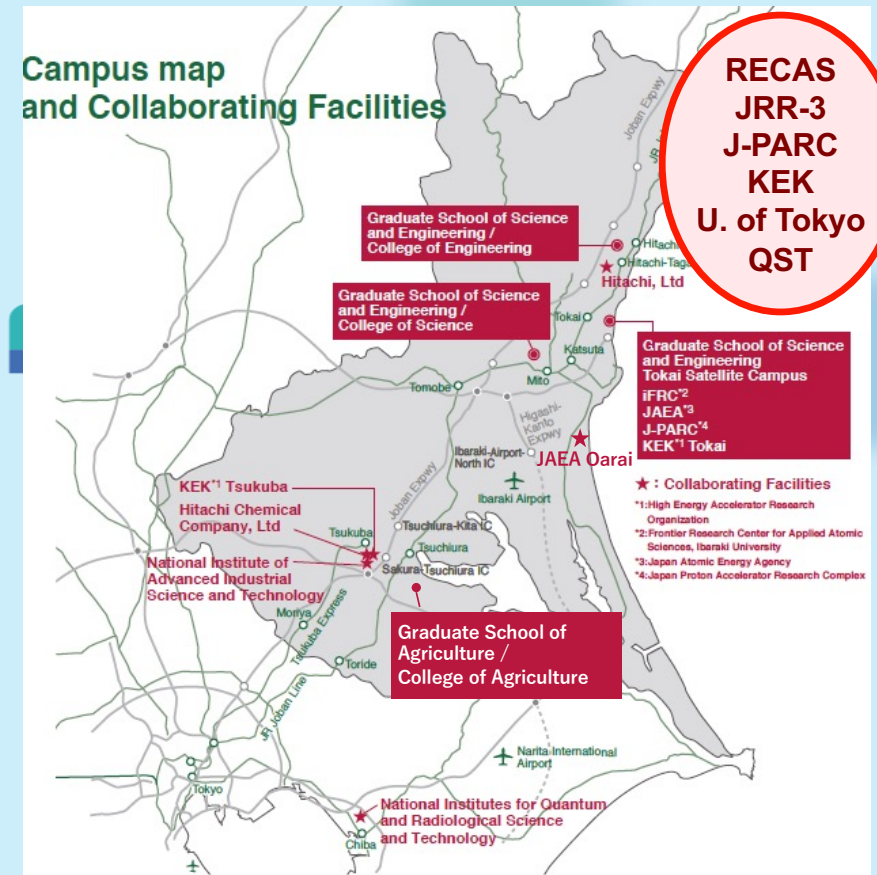 Campus map
and Collaborating Facilities
RECAS
JRR-3
J-PARC
KEK
U. of Tokyo
QST
Joban Expwy
Graduate School of Science
and Engineering /
College of Engineering
Hitachi
Hitachi, Ltd
Graduate School of Science
and Engineering /
College of Science
Tokai
Katsuta
Mito
Tomobe
Graduate School of Science
and Engineering
Tokai Satellite Campus
iFRC*2
JAEA*3
J-PARC*4
KEK*1 Tokai
Higashi-
Kanto
Expwy
Ibaraki-Airport-
North IC
JAEA Oarai
Ibaraki Airport
★ : Collaborating Facilities
*1:High Energy Accelerator Research
Organization
*2:Frontier Research Center for Applied Atomic
Sciences, Ibaraki University
*3:Japan Atomic Energy Agency
*4:Japan Proton Accelerator Research Complex
KEK*1 Tsukuba
Hitachi Chemical
Company, Ltd
Joban Expwy
Tsukuba
Tsuchiura-Kita IC
Tsuchiura
National Institute of
Advanced Industrial
Science and Technology
Sakura-Tsuchiura IC
Moriya
Tsukuba Express
Graduate School of
Agriculture /
College of Agriculture
Toride
JR Joban Line
Narita International
Airport
Tokyo
National Institutes for Quantum
and Radiological Science
and Technology
Chiba